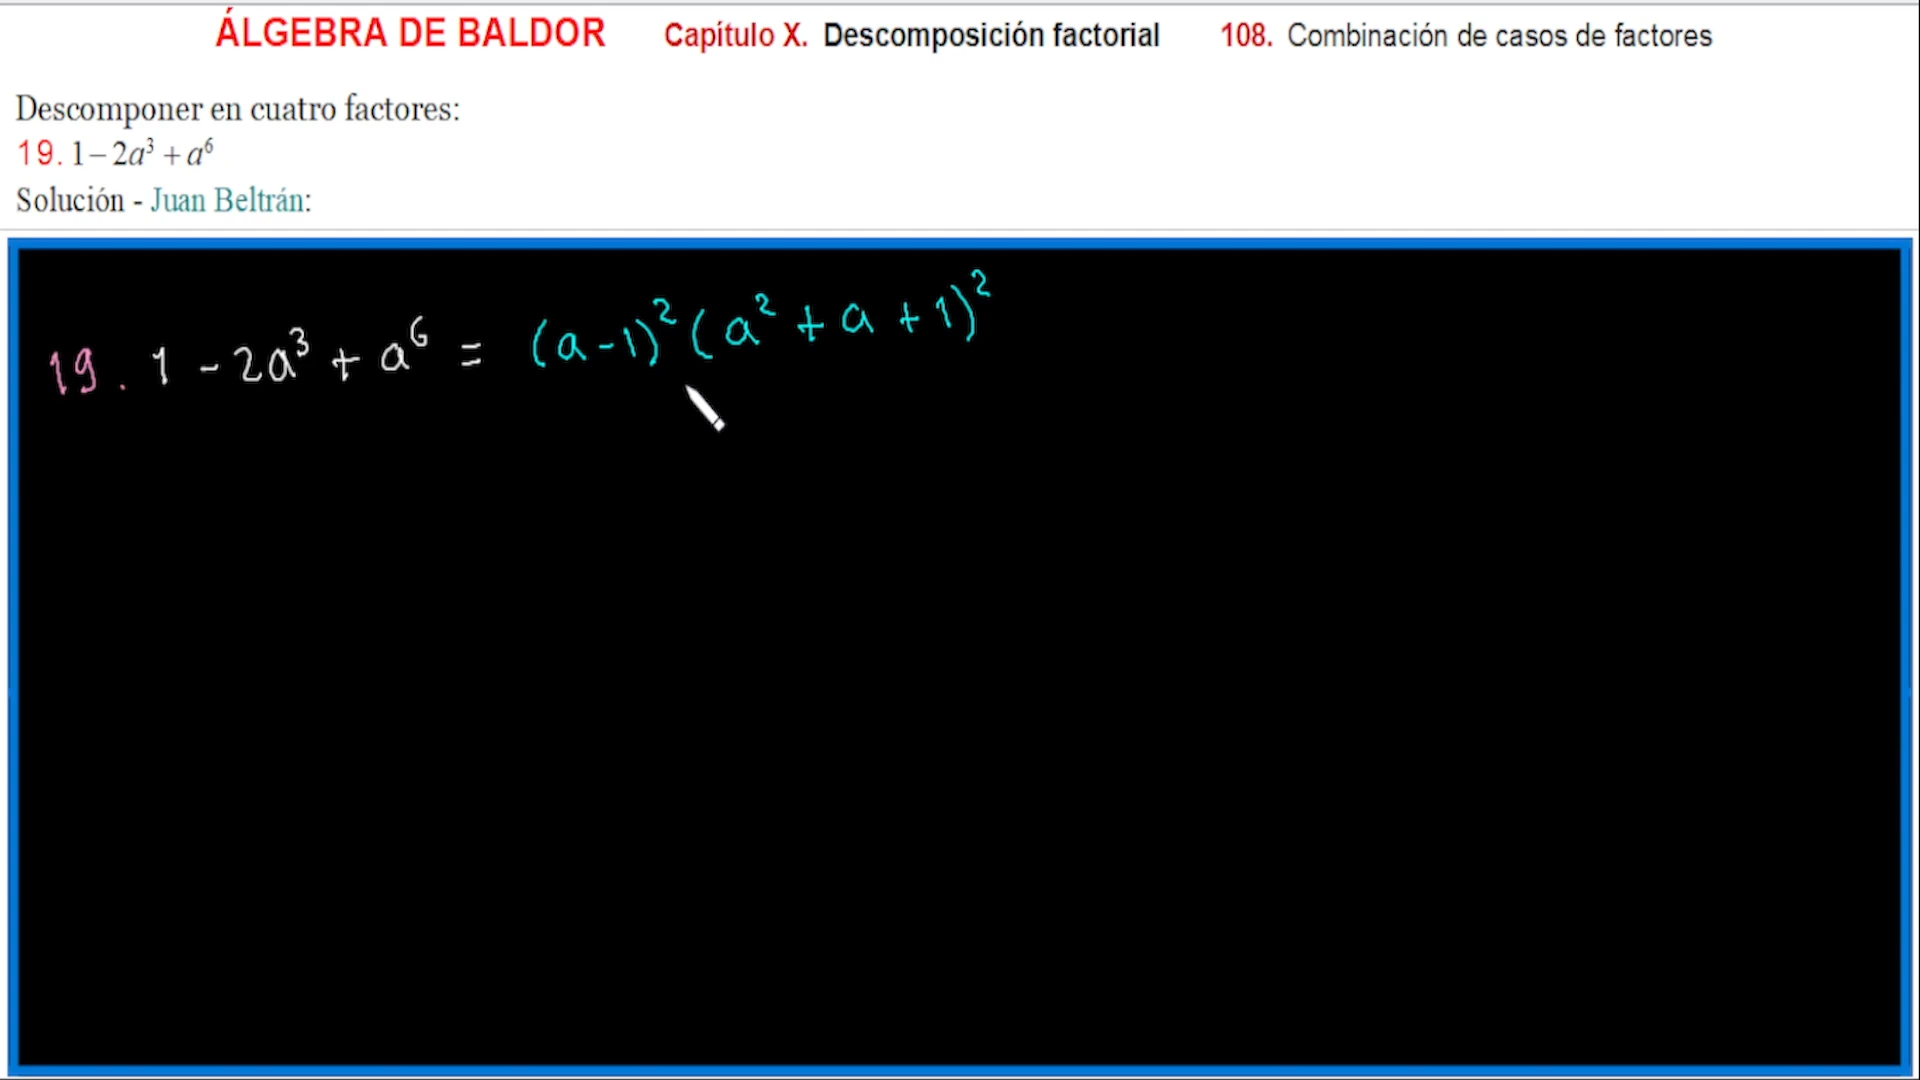 ÁLGEBRA DE BALDOR Capítulo X. Descomposición factorial 108. Combinación de casos de factores
Descomponer en cuatro factores:
19. 1 – 2a³ + a⁶
Solución - Juan Beltrán:
19. 1 - 2a³ + a⁶ = (a-1)² (a² + a + 1)²